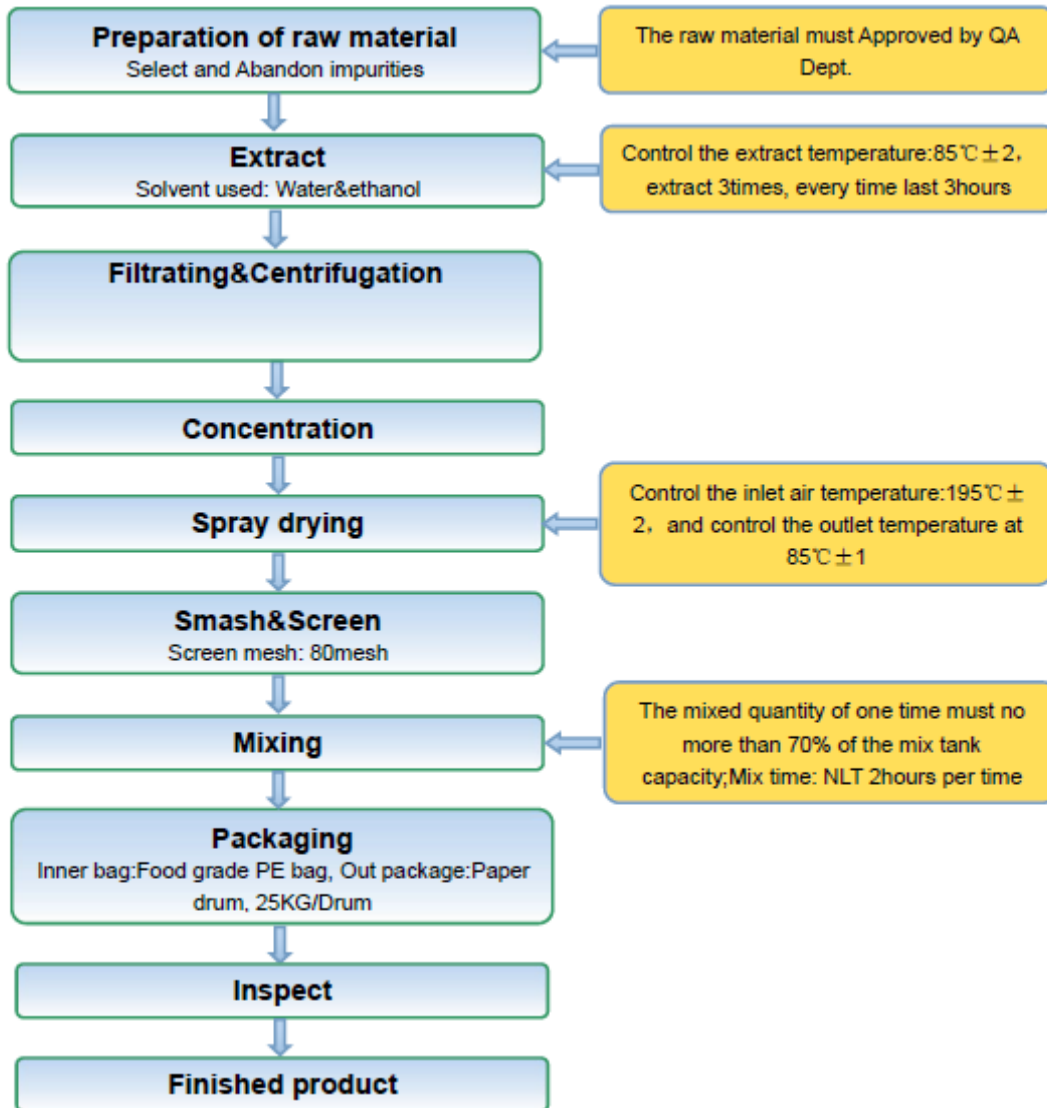 Preparation of raw material
Select and Abandon impurities
The raw material must Approved by QA
Dept.
Extract
Solvent used: Water&ethanol
Control the extract temperature:85℃±2，
extract 3times, every time last 3hours
Filtrating&Centrifugation
Concentration
Spray drying
Control the inlet air temperature:195℃±
2，and control the outlet temperature at
85℃±1
Smash&Screen
Screen mesh: 80mesh
Mixing
The mixed quantity of one time must no
more than 70% of the mix tank
capacity;Mix time: NLT 2hours per time
Packaging
Inner bag:Food grade PE bag, Out package:Paper
drum, 25KG/Drum
Inspect
Finished product